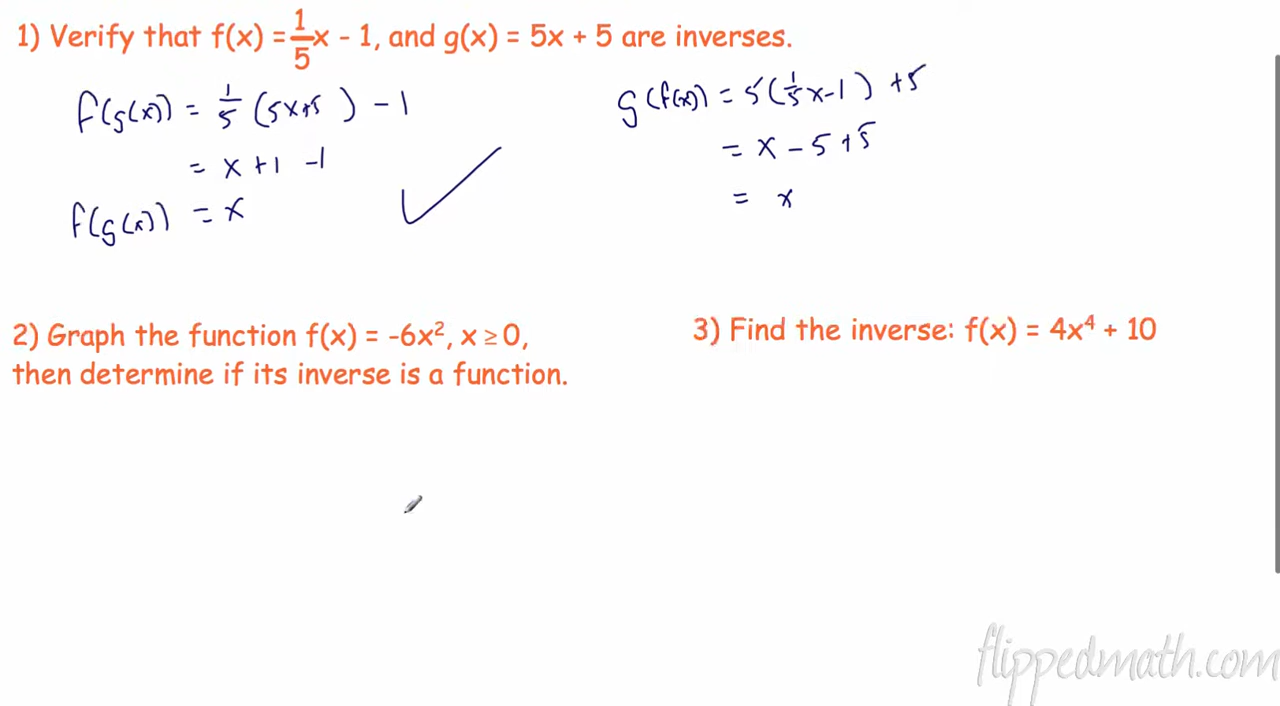 1) Verify that f(x) = 1/5 x - 1, and g(x) = 5x + 5 are inverses.
f(g(x)) = 1/5 (5x+5) - 1
= x + 1 - 1
f(g(x)) = x
g(f(x)) = 5(1/5 x - 1) + 5
= x - 5 + 5
= x
2) Graph the function f(x) = -6x², x ≥ 0,
then determine if its inverse is a function.
3) Find the inverse: f(x) = 4x⁴ + 10
flippedmath.com